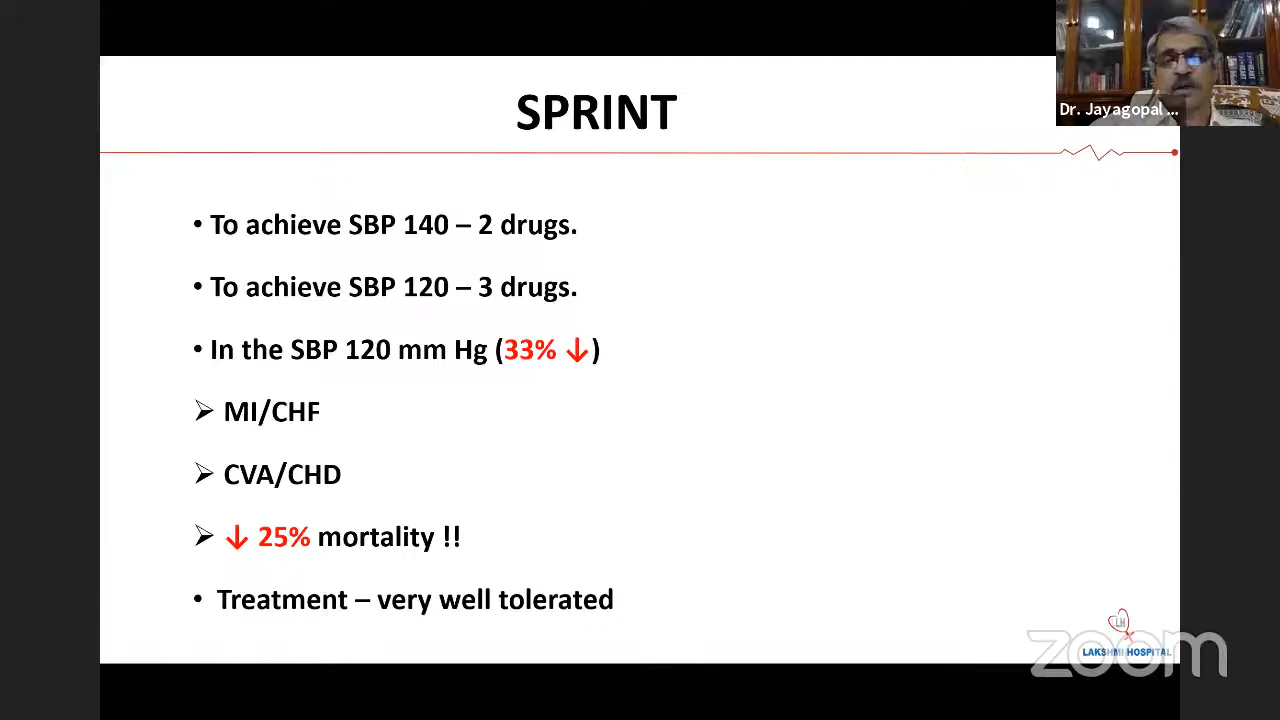 SPRINT
Dr. Jayagopal ...
• To achieve SBP 140 – 2 drugs.
• To achieve SBP 120 – 3 drugs.
• In the SBP 120 mm Hg (33% ↓)
➢ MI/CHF
➢ CVA/CHD
➢ ↓ 25% mortality !!
• Treatment – very well tolerated
LH
LAKSHMI HOSPITAL
zoom